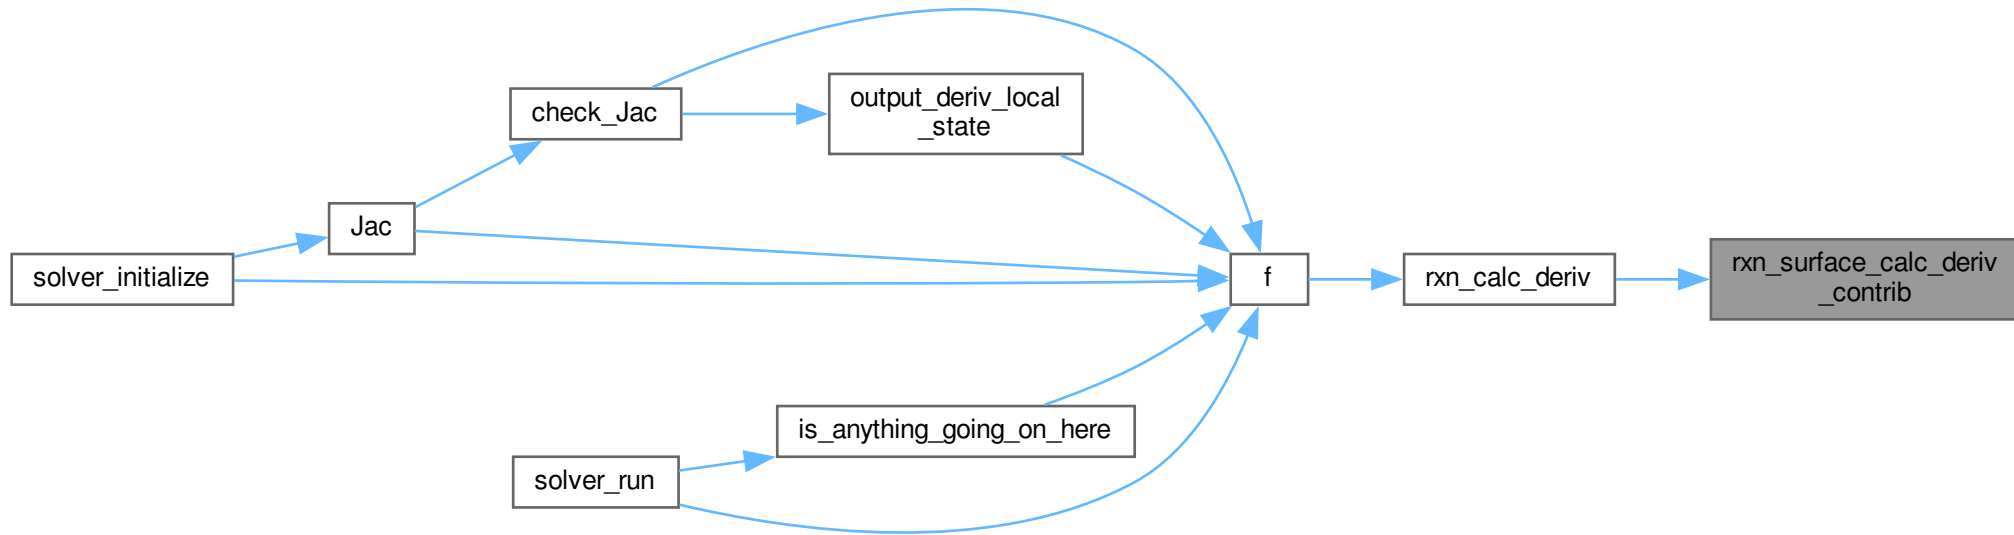 check_Jac
output_deriv_local
_state
Jac
solver_initialize
f
rxn_calc_deriv
rxn_surface_calc_deriv
_contrib
is_anything_going_on_here
solver_run